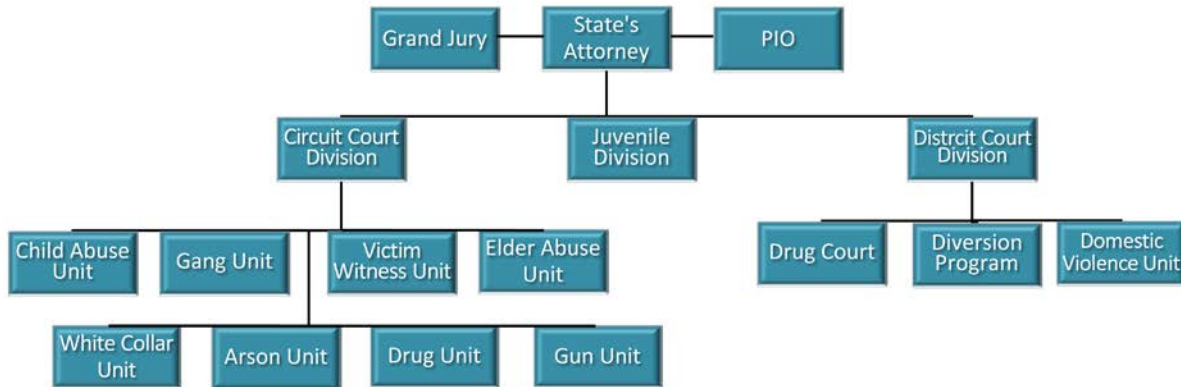 Grand Jury
State's
Attorney
PIO
Circuit Court
Division
Juvenile
Division
Distrcit Court
Division
Child Abuse
Unit
Gang Unit
Victim
Witness Unit
Elder Abuse
Unit
Drug Court
Diversion
Program
Domestic
Violence Unit
White Collar
Unit
Arson Unit
Drug Unit
Gun Unit